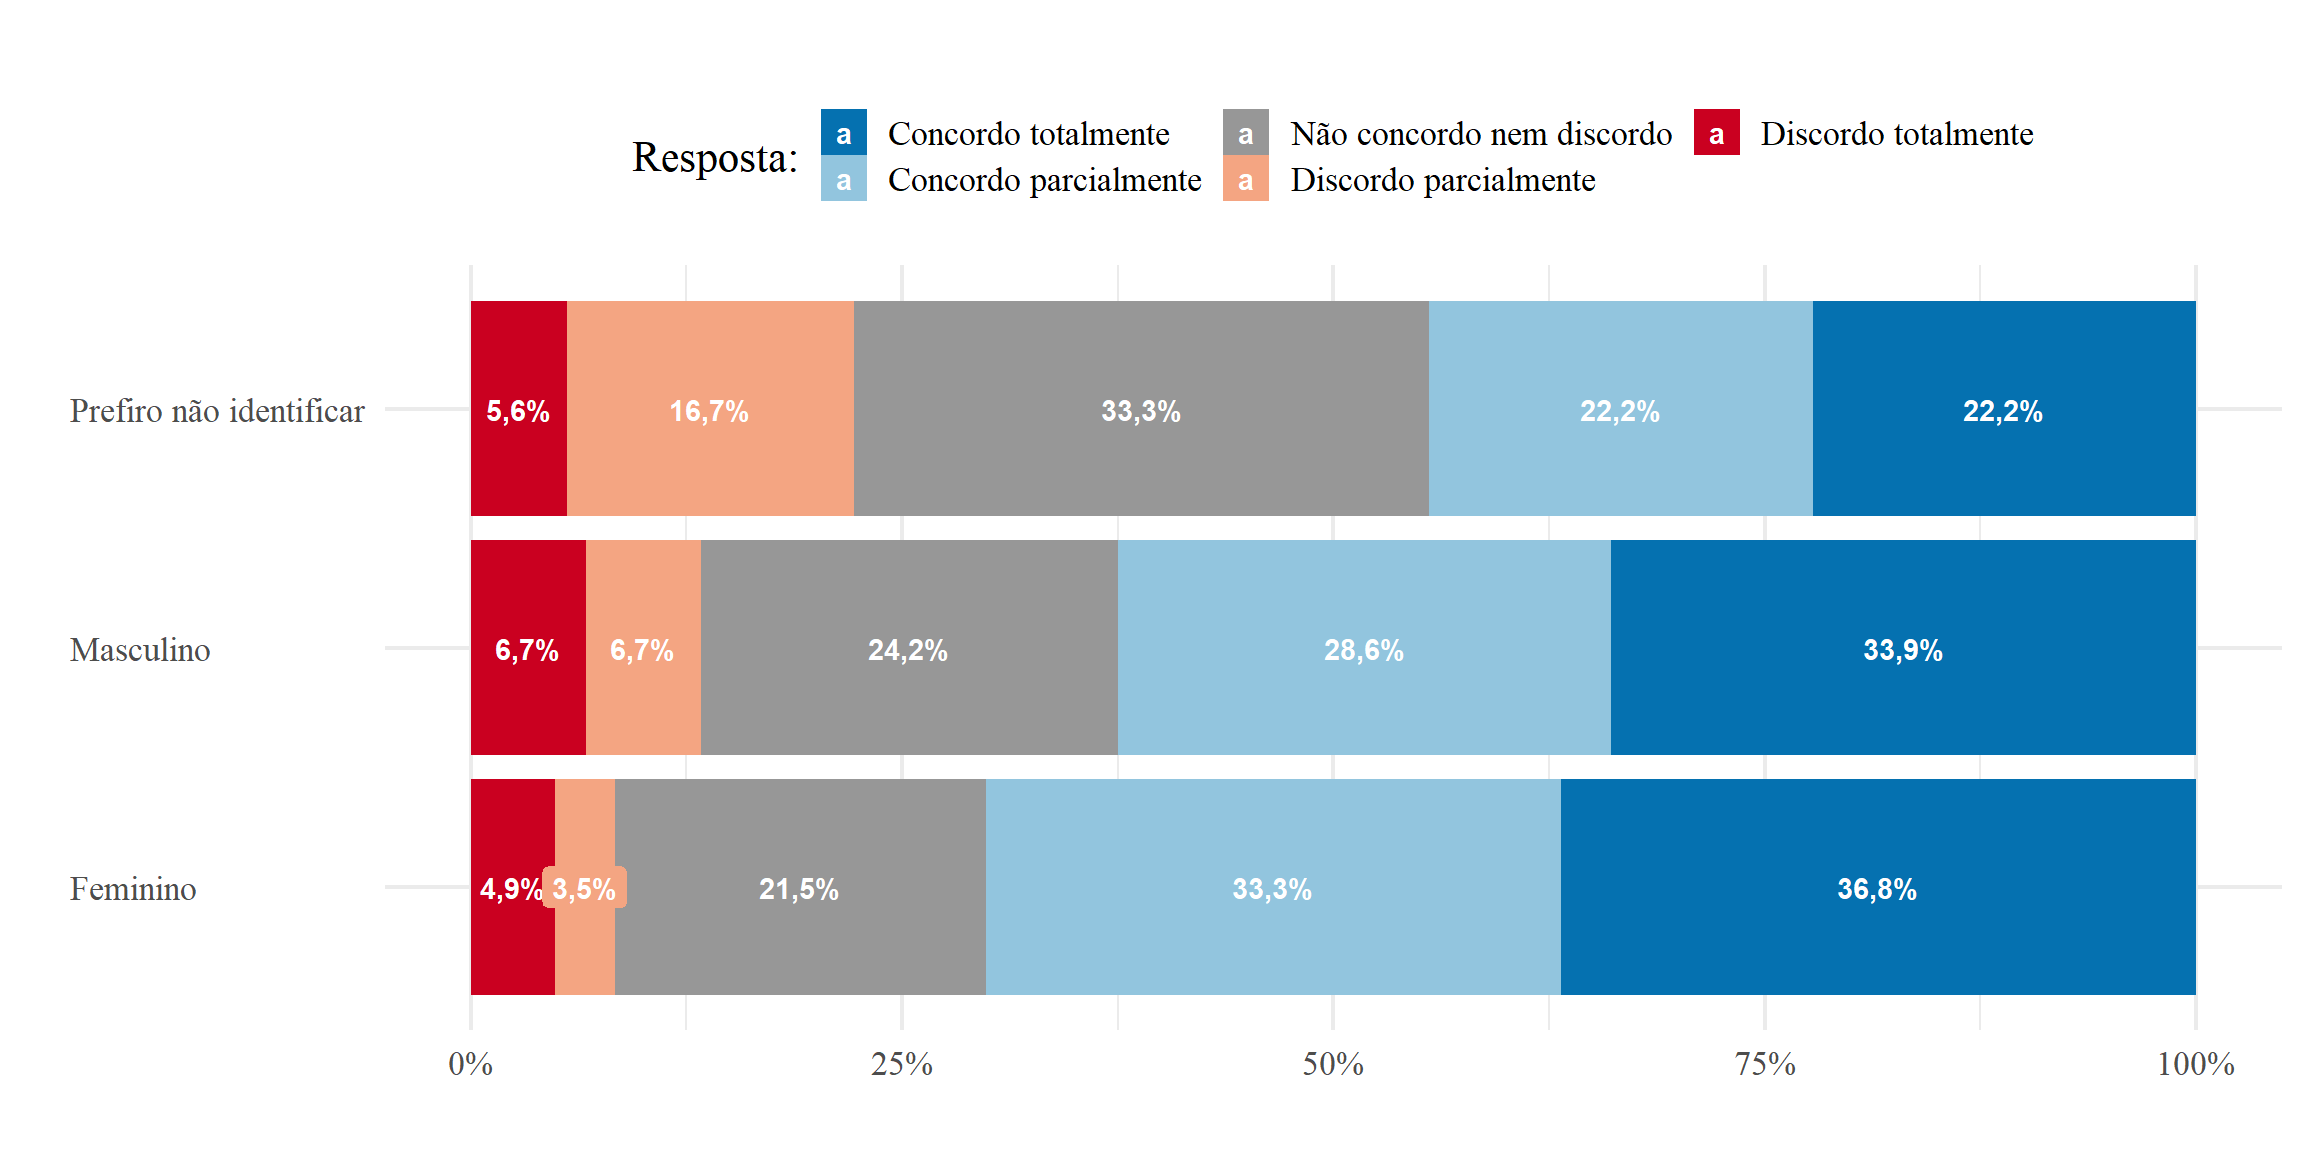 Resposta:
a Concordo totalmente
a Concordo parcialmente
a Não concordo nem discordo
a Discordo parcialmente
a Discordo totalmente
Prefiro não identificar
5,6% 16,7% 33,3% 22,2% 22,2%
Masculino
6,7% 6,7% 24,2% 28,6% 33,9%
Feminino
4,9% 3,5% 21,5% 33,3% 36,8%
0% 25% 50% 75% 100%